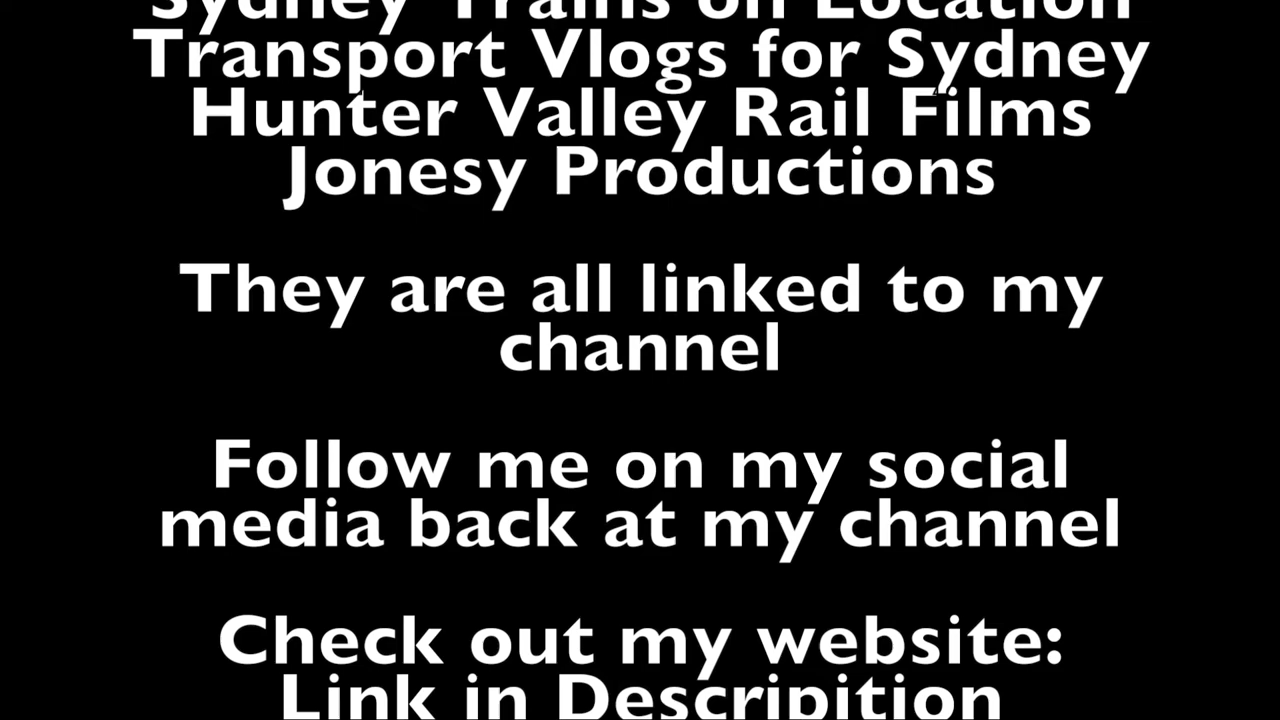 Sydney Trains on Location
Transport Vlogs for Sydney
Hunter Valley Rail Films
Jonesy Productions
They are all linked to my
channel
Follow me on my social
media back at my channel
Check out my website:
Link in Descripition